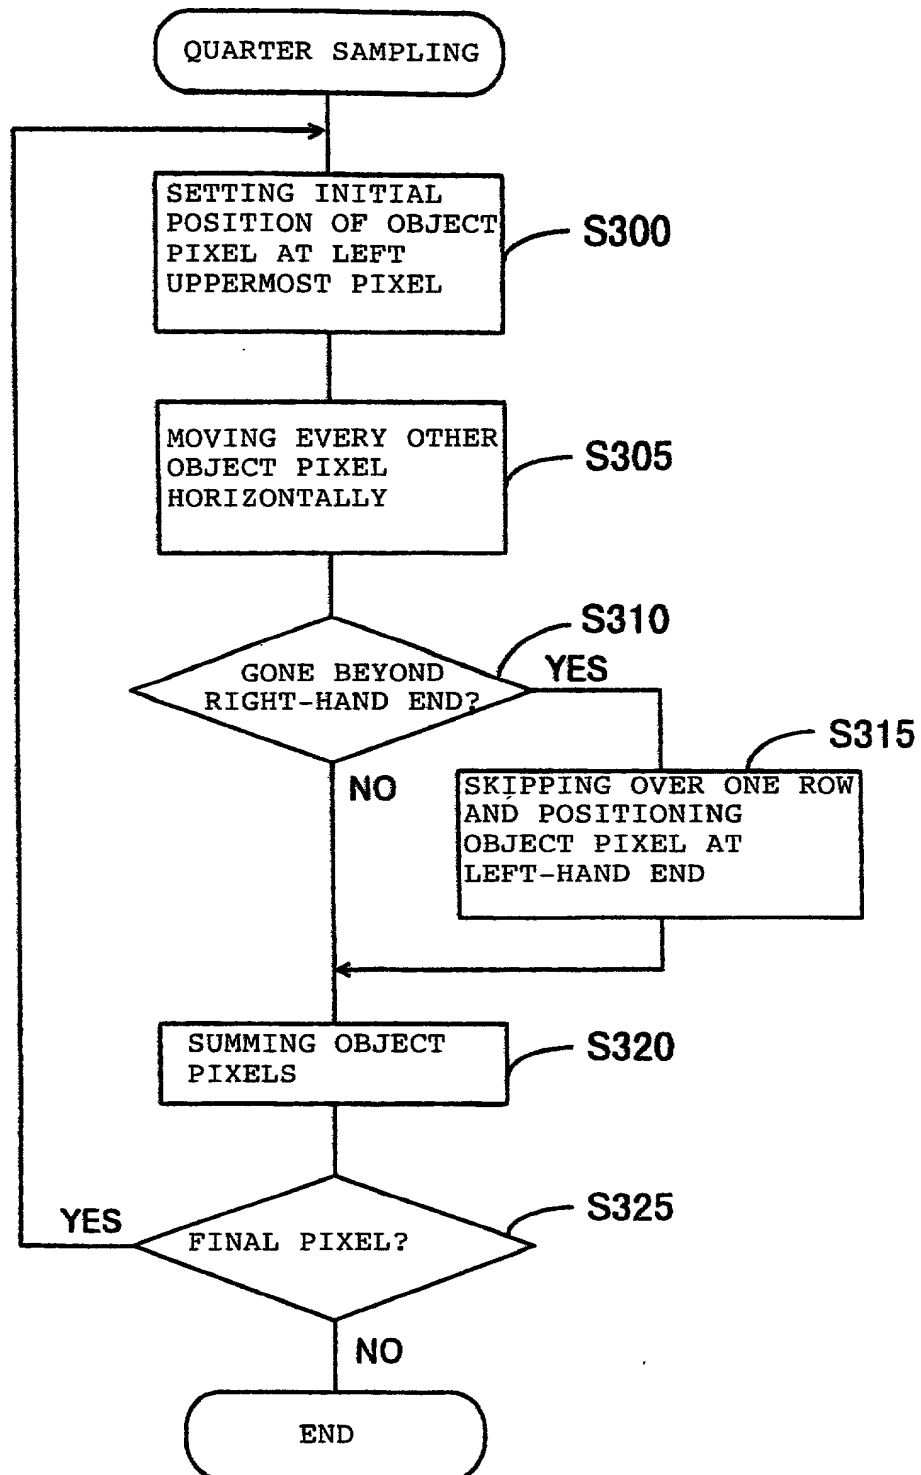 QUARTER SAMPLING
SETTING INITIAL
POSITION OF OBJECT
PIXEL AT LEFT
UPPERMOST PIXEL
S300
MOVING EVERY OTHER
OBJECT PIXEL
HORIZONTALLY
S305
S310
GONE BEYOND
RIGHT-HAND END?
YES
NO
S315
SKIPPING OVER ONE ROW
AND POSITIONING
OBJECT PIXEL AT
LEFT-HAND END
SUMMING OBJECT
PIXELS
S320
S325
YES
FINAL PIXEL?
NO
END